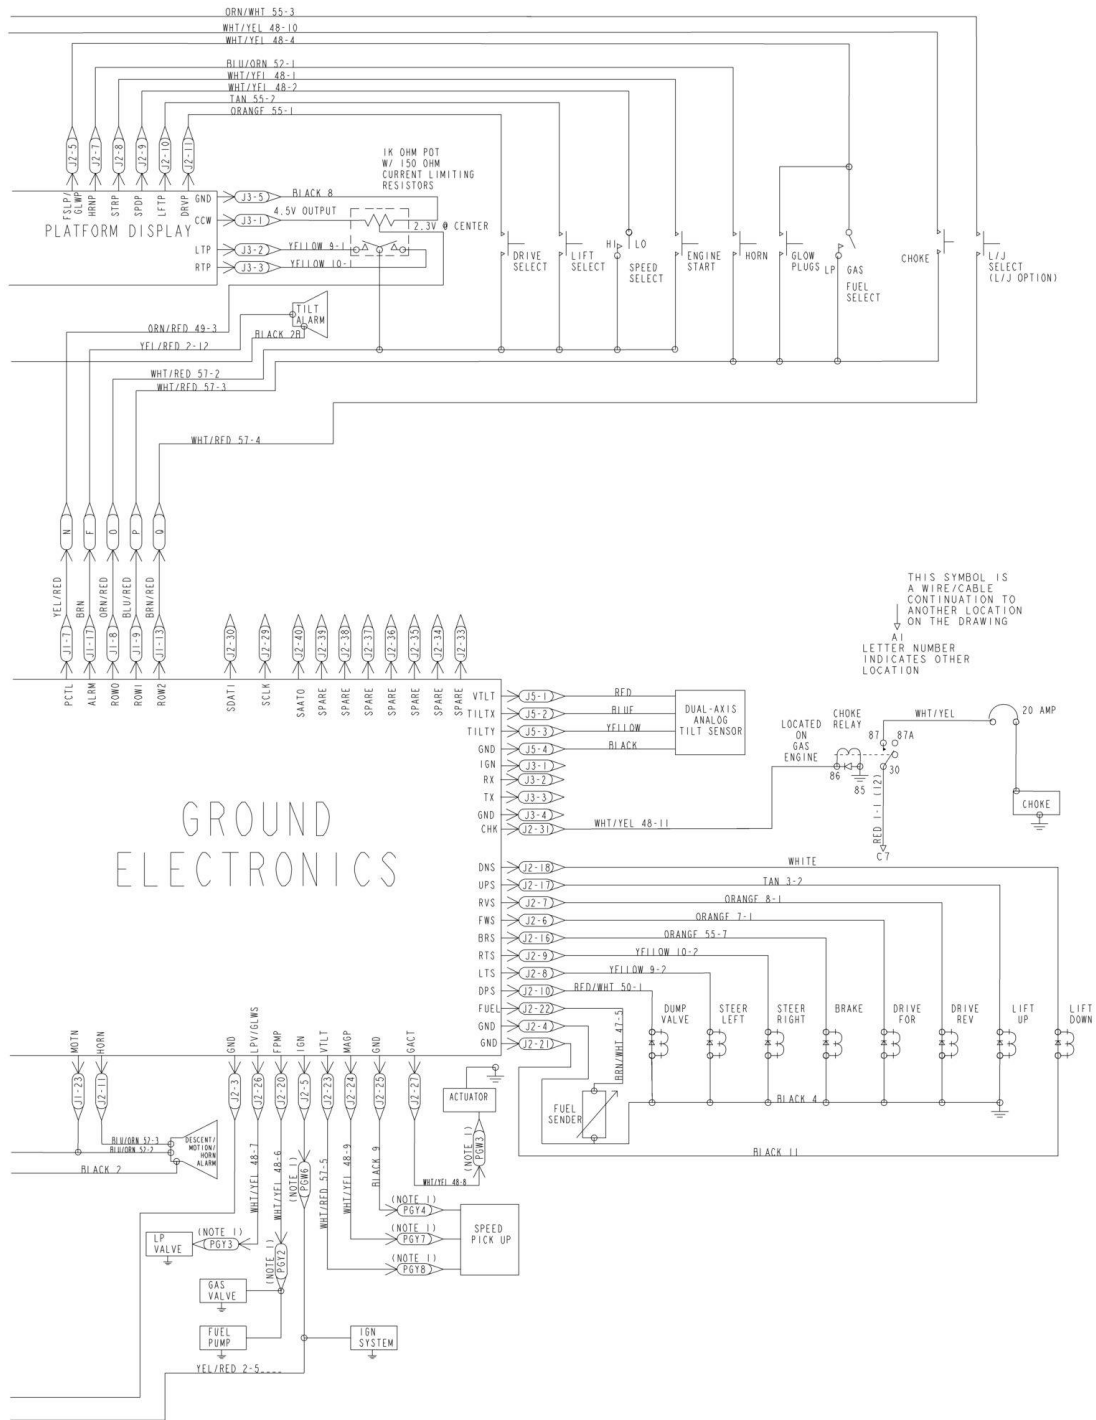 ORN/WHT 55-3
WHT/YEL 48-10
WHT/YEL 48-4
BLU/ORN 52-1
WHT/YEL 48-1
WHT/YEL 48-2
TAN 55-2
ORANGE 55-1
J2-5
J2-7
J2-8
J2-9
J2-10
J2-11
FSLP/
GLWP
HRNP
STRP
SPDP
LFTP
DRVP
PLATFORM DISPLAY
GND
CCW
LTP
RTP
J3-5
J3-1
J3-2
J3-3
BLACK 8
4.5V OUTPUT
YELLOW 9-1
YELLOW 10-1
1K OHM POT
W/ 150 OHM
CURRENT LIMITING
RESISTORS
2.3V @ CENTER
DRIVE
SELECT
LIFT
SELECT
HI
LO
SPEED
SELECT
ENGINE
START
HORN
GLOW
PLUGS
LP
GAS
FUEL
SELECT
CHOKE
L/J
SELECT
(L/J OPTION)
TILT
ALARM
ORN/RED 49-3
BLACK 2B
YEL/RED 2-12
WHT/RED 57-2
WHT/RED 57-3
WHT/RED 57-4
N
F
O
P
Q
YEL/RED
BRN
ORN/RED
BLU/RED
BRN/RED
J1-7
J1-17
J1-8
J1-9
J1-13
PCTL
ALRM
ROW0
ROW1
ROW2
J2-30
J2-29
J2-40
J2-39
J2-38
J2-37
J2-36
J2-35
J2-34
J2-33
SDATI
SCLK
SAATO
SPARE
SPARE
SPARE
SPARE
SPARE
SPARE
SPARE
THIS SYMBOL IS
A WIRE/CABLE
CONTINUATION TO
ANOTHER LOCATION
ON THE DRAWING
A1
LETTER NUMBER
INDICATES OTHER
LOCATION
GROUND
ELECTRONICS
VTLT
J5-1
RED
TILTX
J5-2
BLUE
TILTY
J5-3
YELLOW
GND
J5-4
BLACK
DUAL-AXIS
ANALOG
TILT SENSOR
IGN
J3-1
RX
J3-2
TX
J3-3
GND
J3-4
CHK
J2-31
WHT/YEL 48-11
LOCATED
ON
GAS
ENGINE
CHOKE
RELAY
87
87A
86
85
30
WHT/YEL
20 AMP
RED 1-1 (12)
C7
CHOKE
DNS
J2-18
WHITE
UPS
J2-17
TAN 3-2
RVS
J2-7
ORANGE 8-1
FWS
J2-6
ORANGE 7-1
BRS
J2-16
ORANGE 55-7
RTS
J2-9
YELLOW 10-2
LTS
J2-8
YELLOW 9-2
DPS
J2-10
RED/WHT 50-1
FUEL
J2-22
GND
J2-4
GND
J2-21
BRN/WHT 47-5
DUMP
VALVE
STEER
LEFT
STEER
RIGHT
BRAKE
DRIVE
FOR
DRIVE
REV
LIFT
UP
LIFT
DOWN
FUEL
SENDER
BLACK 4
BLACK 11
MOTN
HORN
GND
LPV/GLWS
FPMP
IGN
VTLT
MAGP
GND
GACT
J1-23
J2-11
J2-3
J2-26
J2-20
J2-5
J2-23
J2-24
J2-25
J2-27
ACTUATOR
BLU/ORN 52-3
BLU/ORN 52-2
BLACK 2
DESCENT/
MOTION/
HORN
ALARM
WHT/YEL 48-7
WHT/YEL 48-6
(NOTE 1)
PGW6
WHT/RED 57-5
WHT/YEL 48-9
BLACK 9
WHT/YEL 48-8
(NOTE 1)
PGW3
(NOTE 1)
PGY4
(NOTE 1)
PGY7
(NOTE 1)
PGY8
SPEED
PICK UP
LP
VALVE
(NOTE 1)
PGY3
(NOTE 1)
PGY2
GAS
VALVE
FUEL
PUMP
IGN
SYSTEM
YEL/RED 2-5